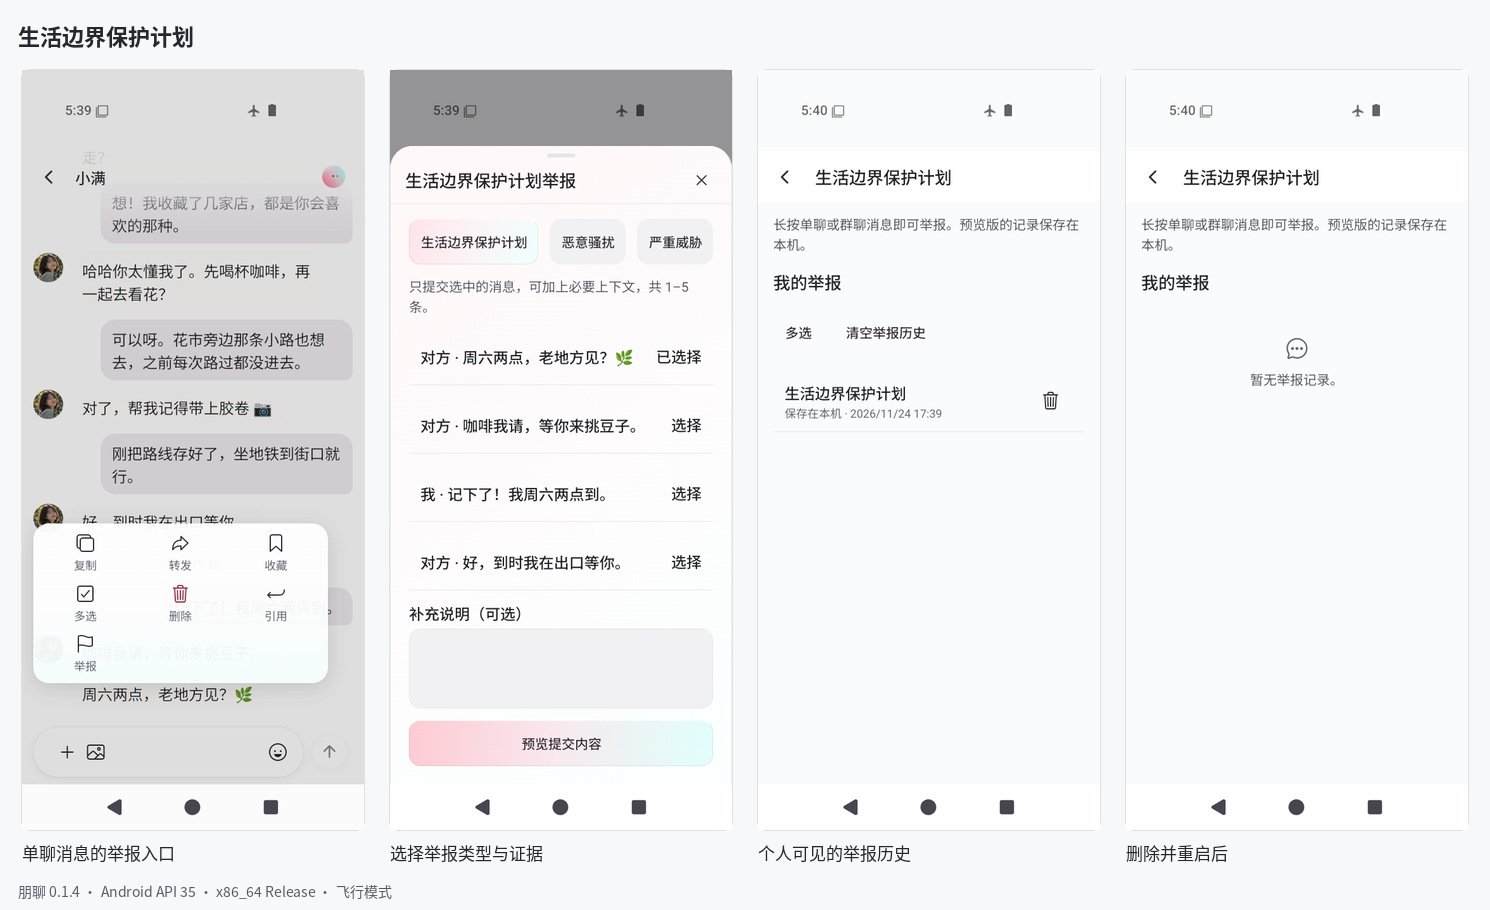 生活边界保护计划
5:39
走?
小满
想！我收藏了几家店，都是你会喜
欢的那种。
哈哈你太懂我了。先喝杯咖啡，再
一起去看花？
可以呀。花市旁边那条小路也想
去，之前每次路过都没进去。
对了，帮我记得带上胶卷 📷
刚把路线存好了，坐地铁到街口就
行。
好，到时我在出口等你
复制
转发
收藏
多选
删除
引用
举报
周六两点，老地方见？🌿
单聊消息的举报入口
5:39
生活边界保护计划举报
生活边界保护计划
恶意骚扰
严重威胁
只提交选中的消息，可加上必要上下文，共 1–5
条。
对方 · 周六两点，老地方见？🌿 已选择
对方 · 咖啡我请，等你来挑豆子。 选择
我 · 记下了！我周六两点到。 选择
对方 · 好，到时我在出口等你。 选择
补充说明（可选）
预览提交内容
选择举报类型与证据
5:40
生活边界保护计划
长按单聊或群聊消息即可举报。预览版的记录保存在
本机。
我的举报
多选 清空举报历史
生活边界保护计划
保存在本机 · 2026/11/24 17:39
个人可见的举报历史
5:40
生活边界保护计划
长按单聊或群聊消息即可举报。预览版的记录保存在
本机。
我的举报
暂无举报记录。
删除并重启后
朋聊 0.1.4 · Android API 35 · x86_64 Release · 飞行模式